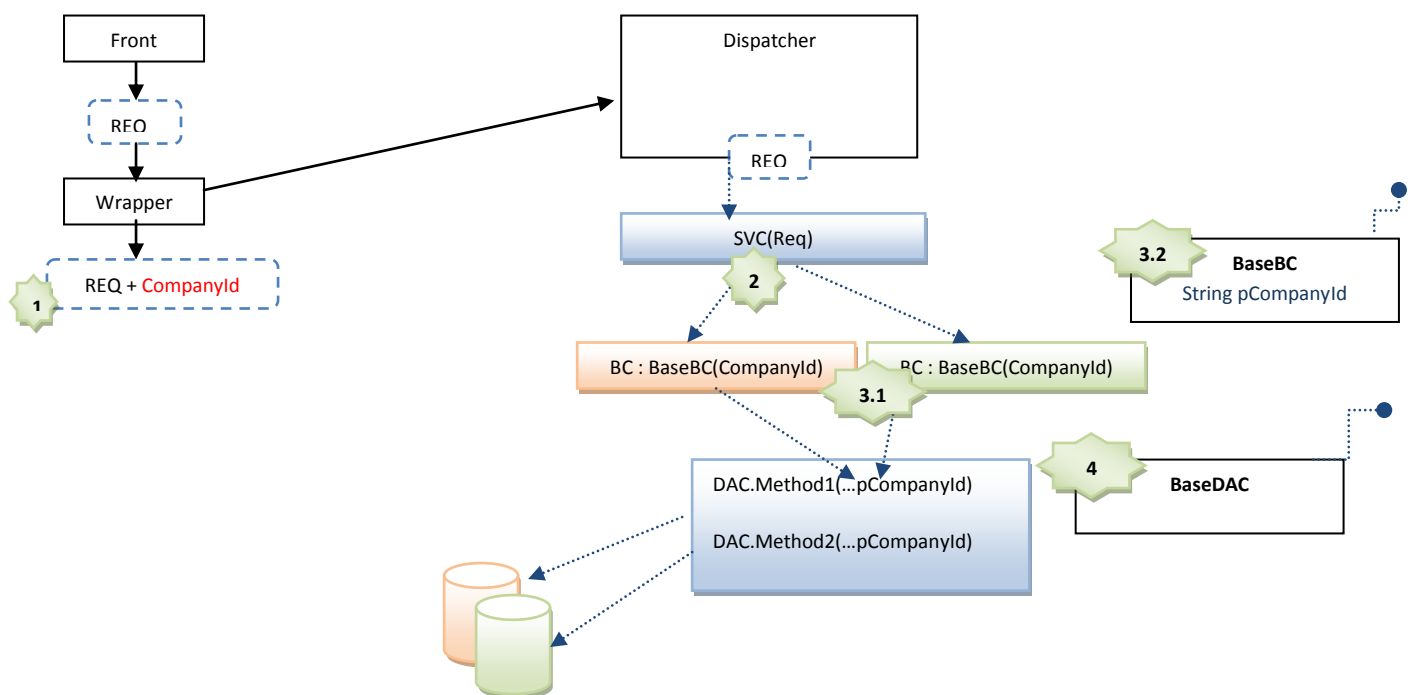 Front
REQ
Wrapper
REQ + CompanyId
1
Dispatcher
REQ
SVC(Req)
2
BC : BaseBC(CompanyId)
BC : BaseBC(CompanyId)
3.1
3.2
BaseBC
String pCompanyId
DAC.Method1(...pCompanyId)
DAC.Method2(...pCompanyId)
4
BaseDAC